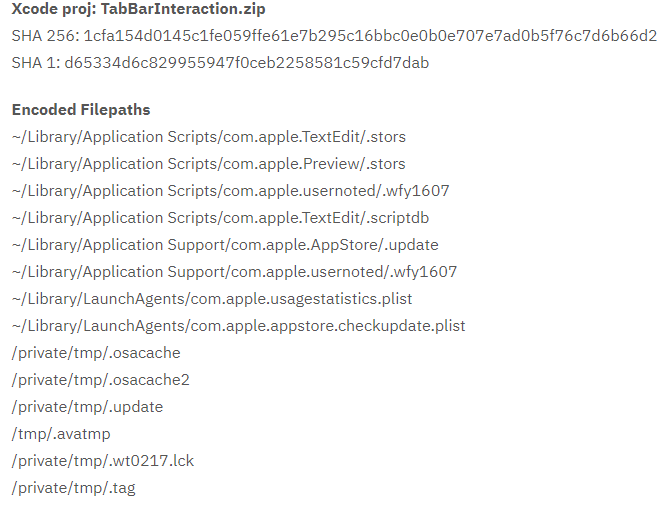 Xcode proj: TabBarInteraction.zip
SHA 256: 1cfa154d0145c1fe059ffe61e7b295c16bbc0e0b0e707e7ad0b5f76c7d6b66d2
SHA 1: d65334d6c829955947f0ceb2258581c59cfd7dab
Encoded Filepaths
~/Library/Application Scripts/com.apple.TextEdit/.stors
~/Library/Application Scripts/com.apple.Preview/.stors
~/Library/Application Scripts/com.apple.usernoted/.wfy1607
~/Library/Application Scripts/com.apple.TextEdit/.scriptdb
~/Library/Application Support/com.apple.AppStore/.update
~/Library/Application Support/com.apple.usernoted/.wfy1607
~/Library/LaunchAgents/com.apple.usagestatistics.plist
~/Library/LaunchAgents/com.apple.appstore.checkupdate.plist
/private/tmp/.osacache
/private/tmp/.osacache2
/private/tmp/.update
/tmp/.avatmp
/private/tmp/.wt0217.lck
/private/tmp/.tag